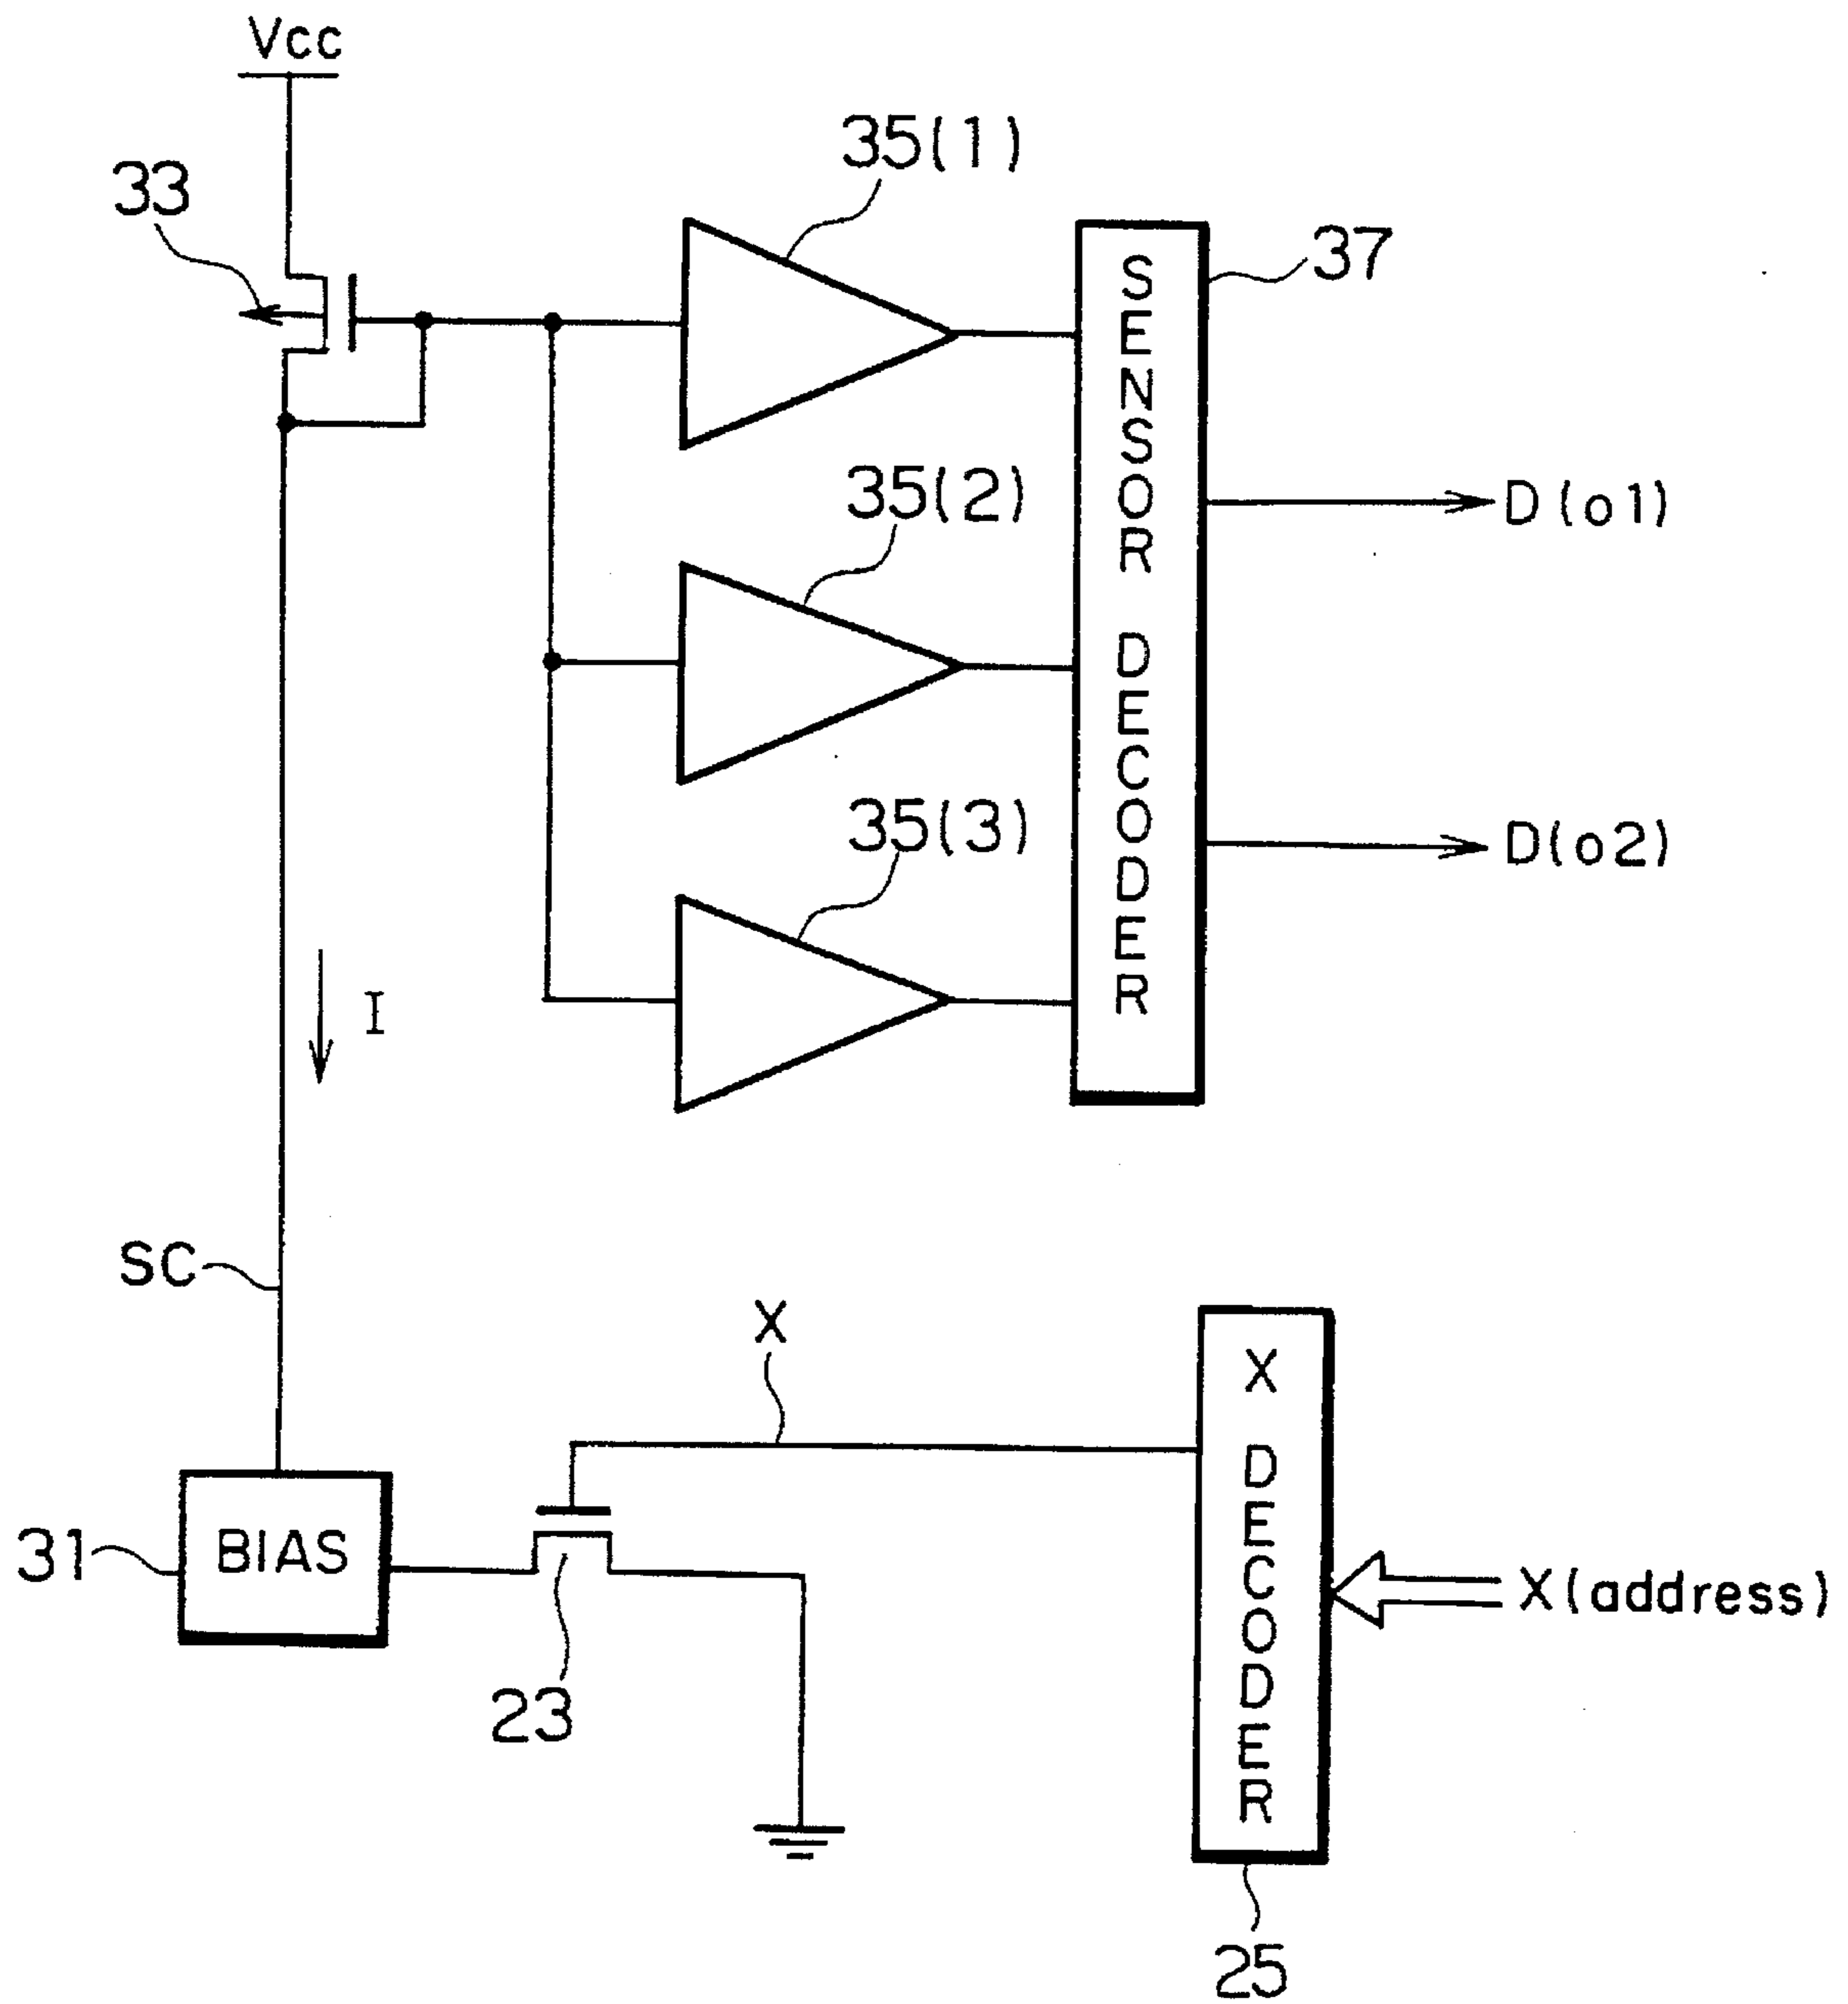 Vcc
33
35(1)
37
SENSOR DECODER
35(2)
D(o1)
35(3)
D(o2)
I
SC
X
X DECODER
31
BIAS
X(address)
23
25